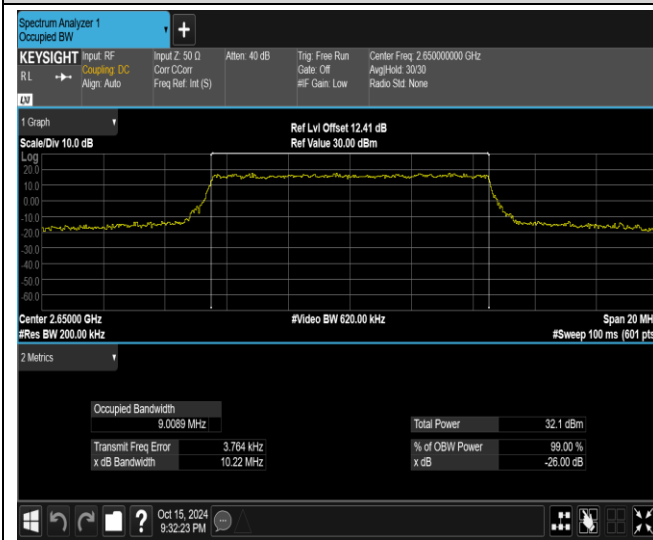 Spectrum Analyzer 1
Occupied BW
+
KEYSIGHT
RL
LXI
Input: RF
Coupling: DC
Align: Auto
Input Z: 50 Ω
Corr CCorr
Freq Ref: Int (S)
Atten: 40 dB
Trig: Free Run
Gate: Off
#IF Gain: Low
Center Freq: 2.650000000 GHz
Avg|Hold: 30/30
Radio Std: None
1 Graph
Scale/Div 10.0 dB
Ref Lvl Offset 12.41 dB
Ref Value 30.00 dBm
Log
20.0
10.0
0.00
-10.0
-20.0
-30.0
-40.0
-50.0
-60.0
Center 2.65000 GHz
#Res BW 200.00 kHz
#Video BW 620.00 kHz
Span 20 MH
#Sweep 100 ms (601 pts
2 Metrics
Occupied Bandwidth
9.0089 MHz
Transmit Freq Error 3.764 kHz
x dB Bandwidth 10.22 MHz
Total Power 32.1 dBm
% of OBW Power 99.00 %
x dB -26.00 dB
?
Oct 15, 2024
9:32:23 PM